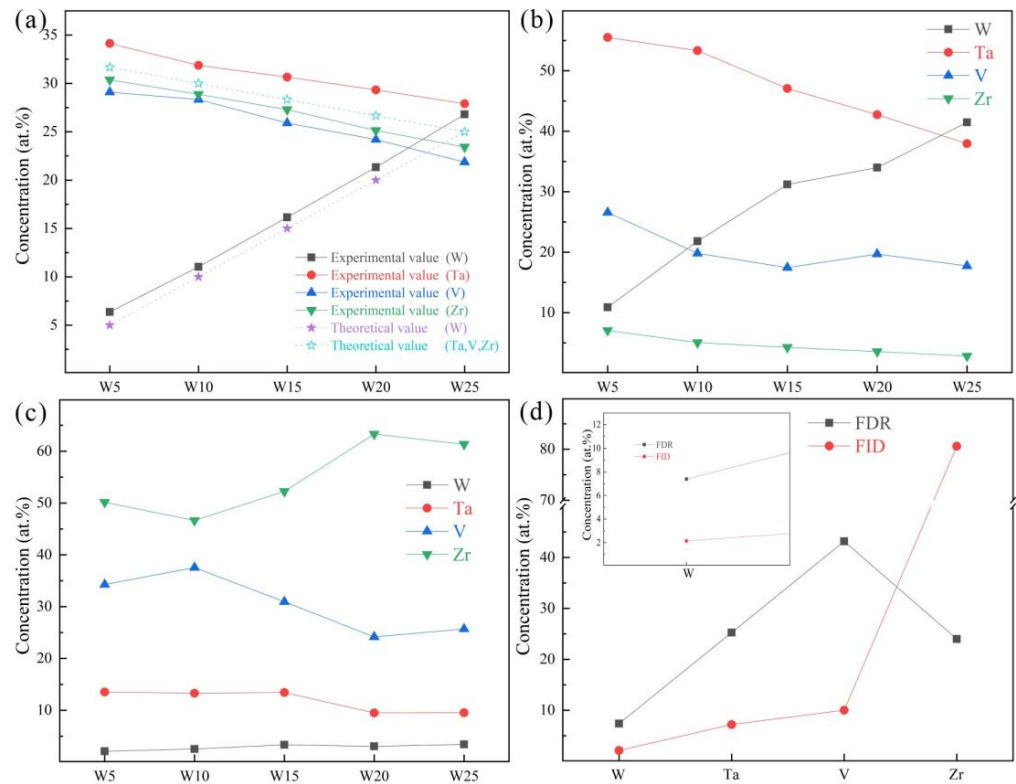 (a)
Concentration (at.%)
35
30
25
20
15
10
5
Experimental value (W)
Experimental value (Ta)
Experimental value (V)
Experimental value (Zr)
Theoretical value (W)
Theoretical value (Ta,V,Zr)
W5 W10 W15 W20 W25
(b)
Concentration (at.%)
50
40
30
20
10
W
Ta
V
Zr
W5 W10 W15 W20 W25
(c)
Concentration (at.%)
60
50
40
30
20
10
W
Ta
V
Zr
W5 W10 W15 W20 W25
(d)
Concentration (at.%)
80
70
40
30
20
10
FDR
FID
W Ta V Zr
Concentration (at.%)
12
10
8
6
4
2
FDR
FID
W